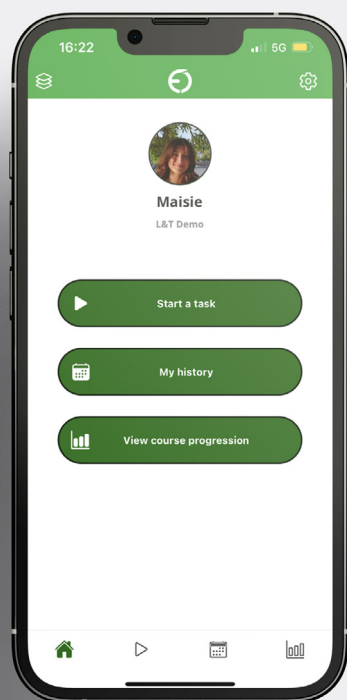 16:22
5G
Maisie
L&T Demo
Start a task
My history
View course progression